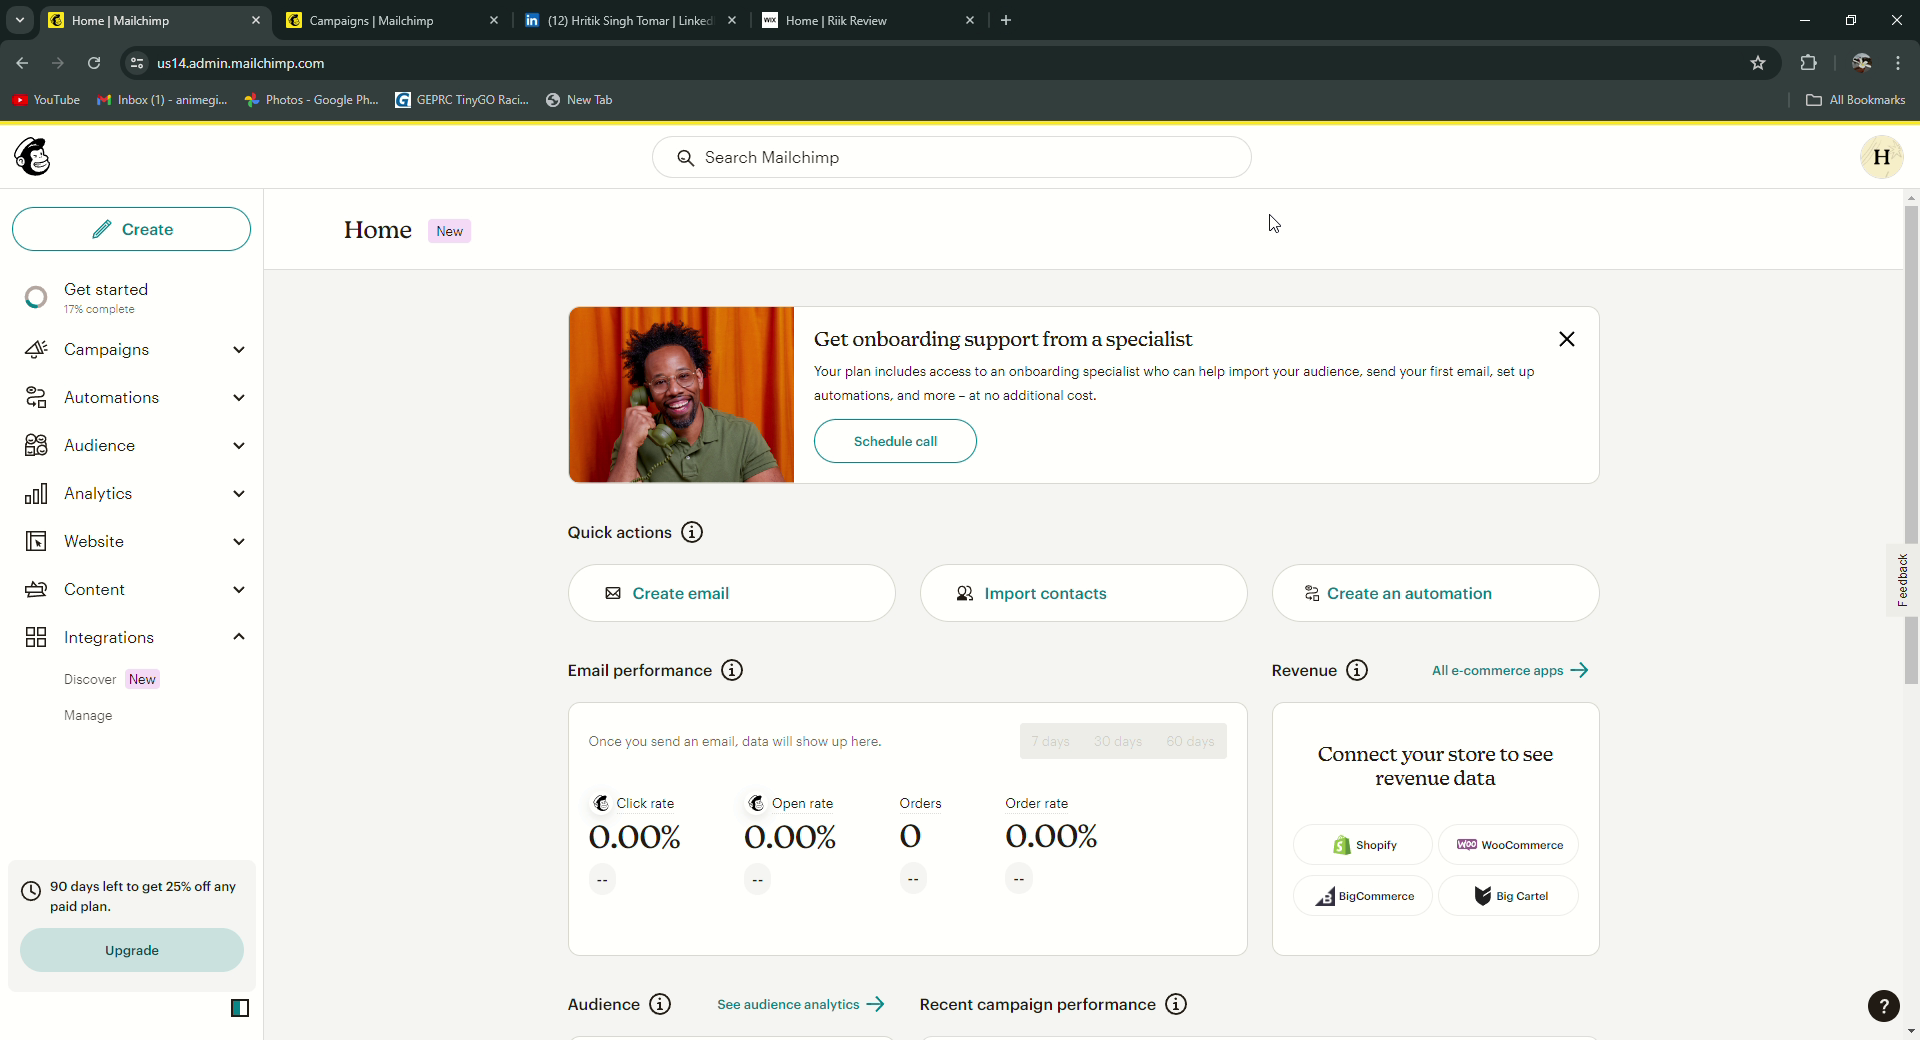 Home | Mailchimp
Campaigns | Mailchimp
(12) Hritik Singh Tomar | Linked
WIX
Home | Riik Review
us14.admin.mailchimp.com
YouTube
Inbox (1) - animegi...
Photos - Google Ph...
GEPRC TinyGO Raci...
New Tab
All Bookmarks
Search Mailchimp
H
Create
Home
New
Get started
17% complete
Campaigns
Automations
Audience
Analytics
Website
Content
Integrations
Discover
New
Manage
90 days left to get 25% off any
paid plan.
Upgrade
Get onboarding support from a specialist
Your plan includes access to an onboarding specialist who can help import your audience, send your first email, set up
automations, and more – at no additional cost.
Schedule call
Quick actions
Create email
Import contacts
Create an automation
Email performance
Once you send an email, data will show up here.
7 days
30 days
60 days
Click rate
Open rate
Orders
Order rate
0.00%
0.00%
0
0.00%
--
--
--
--
Revenue
All e-commerce apps
Connect your store to see
revenue data
Shopify
WOO WooCommerce
BigCommerce
Big Cartel
Feedback
Audience
See audience analytics
Recent campaign performance
?